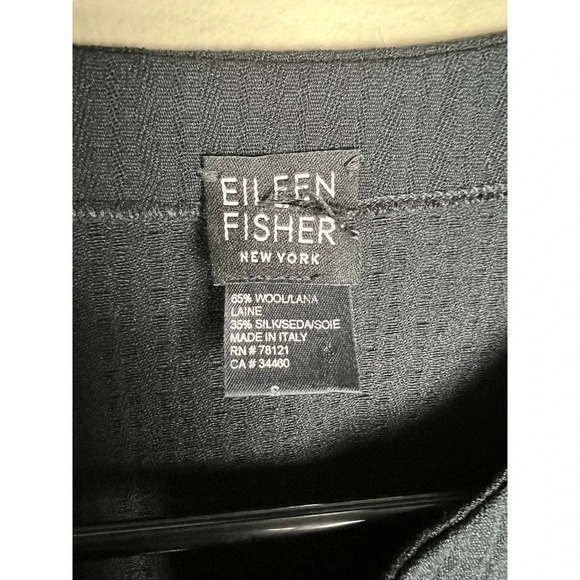 EILEEN
FISHER
NEW YORK
65% WOOL/LANA
LAINE
35% SILK/SEDA/SOIE
MADE IN ITALY
RN # 78121
CA # 34460
S